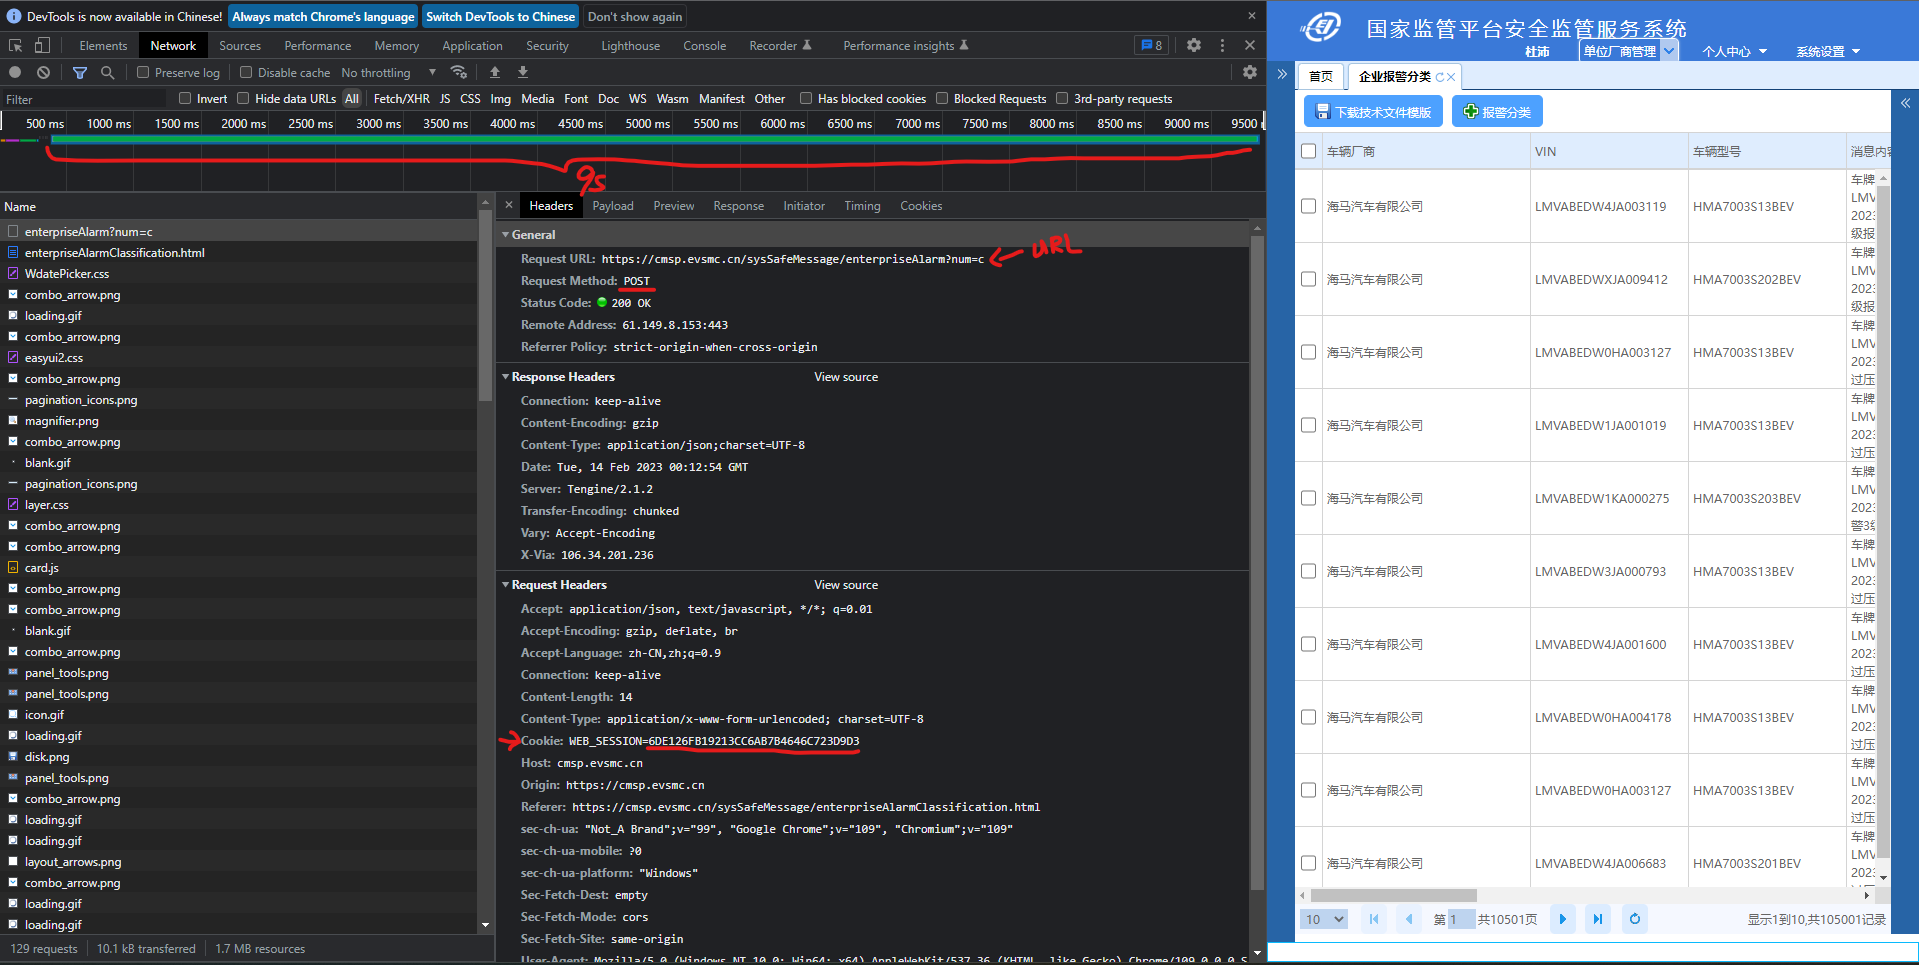 DevTools is now available in Chinese! Always match Chrome's language Switch DevTools to Chinese Don't show again
Elements Network Sources Performance Memory Application Security Lighthouse Console Recorder Performance insights 8
Preserve log Disable cache No throttling
Filter Invert Hide data URLs All Fetch/XHR JS CSS Img Media Font Doc WS Wasm Manifest Other Has blocked cookies Blocked Requests 3rd-party requests
500 ms 1000 ms 1500 ms 2000 ms 2500 ms 3000 ms 3500 ms 4000 ms 4500 ms 5000 ms 5500 ms 6000 ms 6500 ms 7000 ms 7500 ms 8000 ms 8500 ms 9000 ms 9500
9s
Name
enterpriseAlarm?num=c
enterpriseAlarmClassification.html
WdatePicker.css
combo_arrow.png
loading.gif
combo_arrow.png
easyui2.css
combo_arrow.png
pagination_icons.png
magnifier.png
combo_arrow.png
blank.gif
pagination_icons.png
layer.css
combo_arrow.png
combo_arrow.png
card.js
combo_arrow.png
combo_arrow.png
blank.gif
combo_arrow.png
panel_tools.png
panel_tools.png
icon.gif
loading.gif
disk.png
panel_tools.png
combo_arrow.png
loading.gif
loading.gif
layout_arrows.png
combo_arrow.png
loading.gif
loading.gif
129 requests 10.1 kB transferred 1.7 MB resources
Headers Payload Preview Response Initiator Timing Cookies
General
Request URL: https://cmsp.evsmc.cn/sysSafeMessage/enterpriseAlarm?num=c URL
Request Method: POST
Status Code: 200 OK
Remote Address: 61.149.8.153:443
Referrer Policy: strict-origin-when-cross-origin
Response Headers View source
Connection: keep-alive
Content-Encoding: gzip
Content-Type: application/json;charset=UTF-8
Date: Tue, 14 Feb 2023 00:12:54 GMT
Server: Tengine/2.1.2
Transfer-Encoding: chunked
Vary: Accept-Encoding
X-Via: 106.34.201.236
Request Headers View source
Accept: application/json, text/javascript, */*; q=0.01
Accept-Encoding: gzip, deflate, br
Accept-Language: zh-CN,zh;q=0.9
Connection: keep-alive
Content-Length: 14
Content-Type: application/x-www-form-urlencoded; charset=UTF-8
Cookie: WEB_SESSION=6DE126FB19213CC6AB7B4646C723D9D3
Host: cmsp.evsmc.cn
Origin: https://cmsp.evsmc.cn
Referer: https://cmsp.evsmc.cn/sysSafeMessage/enterpriseAlarmClassification.html
sec-ch-ua: "Not_A Brand";v="99", "Google Chrome";v="109", "Chromium";v="109"
sec-ch-ua-mobile: ?0
sec-ch-ua-platform: "Windows"
Sec-Fetch-Dest: empty
Sec-Fetch-Mode: cors
Sec-Fetch-Site: same-origin
User-Agent: Mozilla/5.0 (Windows NT 10.0; Win64; x64) AppleWebKit/537.36 (KHTML, like Gecko) Chrome/109.0.0.0 S
国家监管平台安全监管服务系统
杜沛 单位厂商管理 个人中心 系统设置
首页 企业报警分类
下载技术文件模版 报警分类
车辆厂商 VIN 车辆型号 消息内容
海马汽车有限公司 LMVABEDW4JA003119 HMA7003S13BEV 车牌 LMV 2023 级报
海马汽车有限公司 LMVABEDWXJA009412 HMA7003S202BEV 车牌 LMV 2023 级报
海马汽车有限公司 LMVABEDW0HA003127 HMA7003S13BEV 车牌 LMV 2023 过压
海马汽车有限公司 LMVABEDW1JA001019 HMA7003S13BEV 车牌 LMV 2023 过压
海马汽车有限公司 LMVABEDW1KA000275 HMA7003S203BEV 车牌 LMV 2023 警3级
海马汽车有限公司 LMVABEDW3JA000793 HMA7003S13BEV 车牌 LMV 2023 过压
海马汽车有限公司 LMVABEDW4JA001600 HMA7003S13BEV 车牌 LMV 2023 过压
海马汽车有限公司 LMVABEDW0HA004178 HMA7003S13BEV 车牌 LMV 2023 过压
海马汽车有限公司 LMVABEDW0HA003127 HMA7003S13BEV 车牌 LMV 2023 过压
海马汽车有限公司 LMVABEDW4JA006683 HMA7003S201BEV 车牌 LMV 2023
10 第 1 共10501页 显示1到10,共105001记录